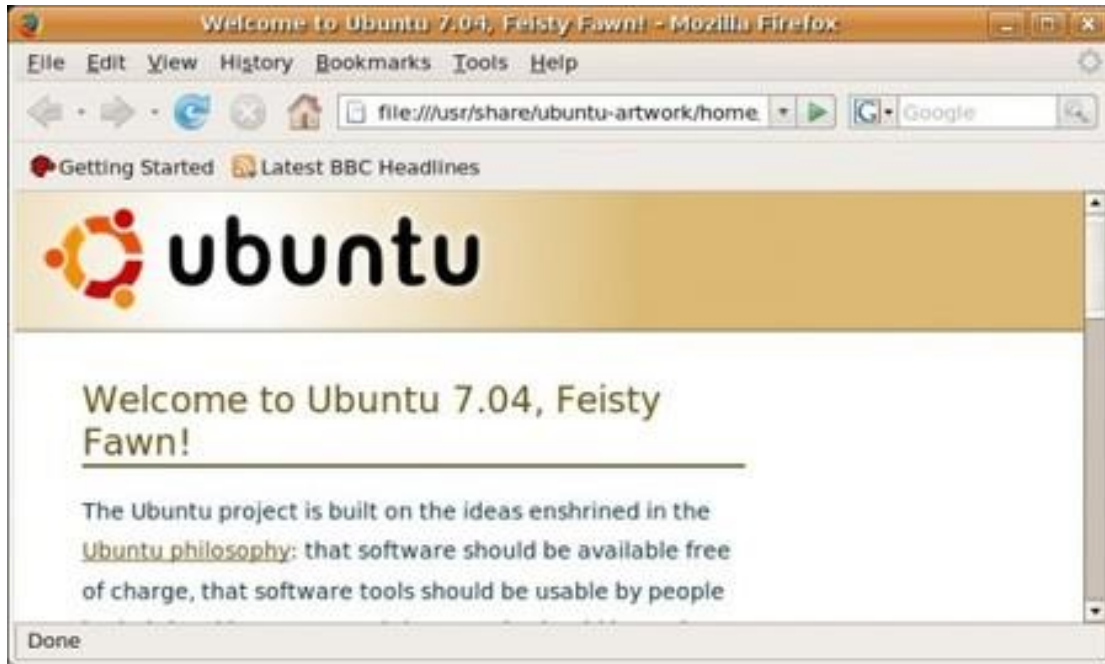 Welcome to Ubuntu 7.04, Feisty Fawn! - Mozilla Firefox
File Edit View History Bookmarks Tools Help
file:///usr/share/ubuntu-artwork/home
G Google
Getting Started Latest BBC Headlines
ubuntu
Welcome to Ubuntu 7.04, Feisty
Fawn!
The Ubuntu project is built on the ideas enshrined in the
Ubuntu philosophy: that software should be available free
of charge, that software tools should be usable by people
Done